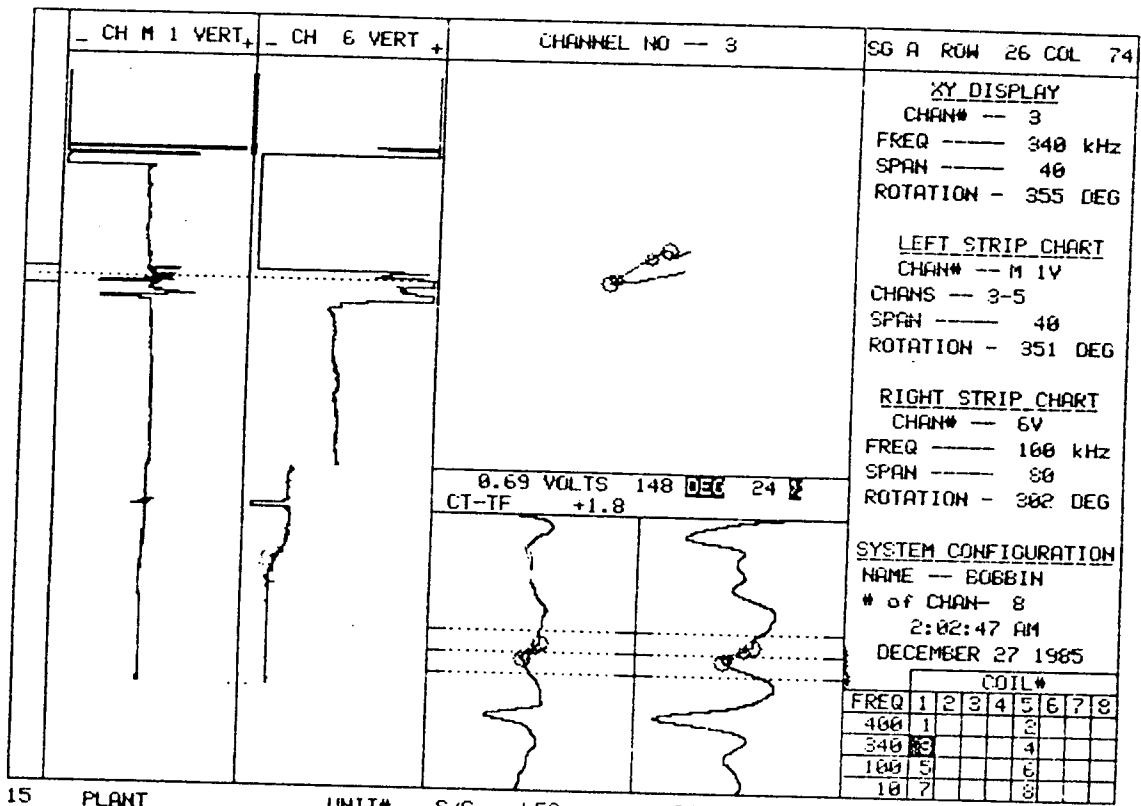 _ CH M 1 VERT + _ CH 6 VERT + CHANNEL NO -- 3 SG A ROW 26 COL 74
XY DISPLAY
CHAN# -- 3
FREQ ----- 340 kHz
SPAN ----- 40
ROTATION - 355 DEG
LEFT STRIP CHART
CHAN# -- M 1V
CHANS -- 3-5
SPAN ----- 40
ROTATION - 351 DEG
RIGHT STRIP CHART
CHAN# -- 6V
FREQ ----- 100 kHz
SPAN ----- 80
ROTATION - 302 DEG
0.69 VOLTS 148 DEG 24 %
CT-TF +1.8
SYSTEM CONFIGURATION
NAME -- BOBBIN
# of CHAN- 8
2:02:47 AM
DECEMBER 27 1985
COIL#
FREQ 1 2 3 4 5 6 7 8
400 1 2
340 3 4
100 5 6
10 7 8
15 PLANT UNIT#